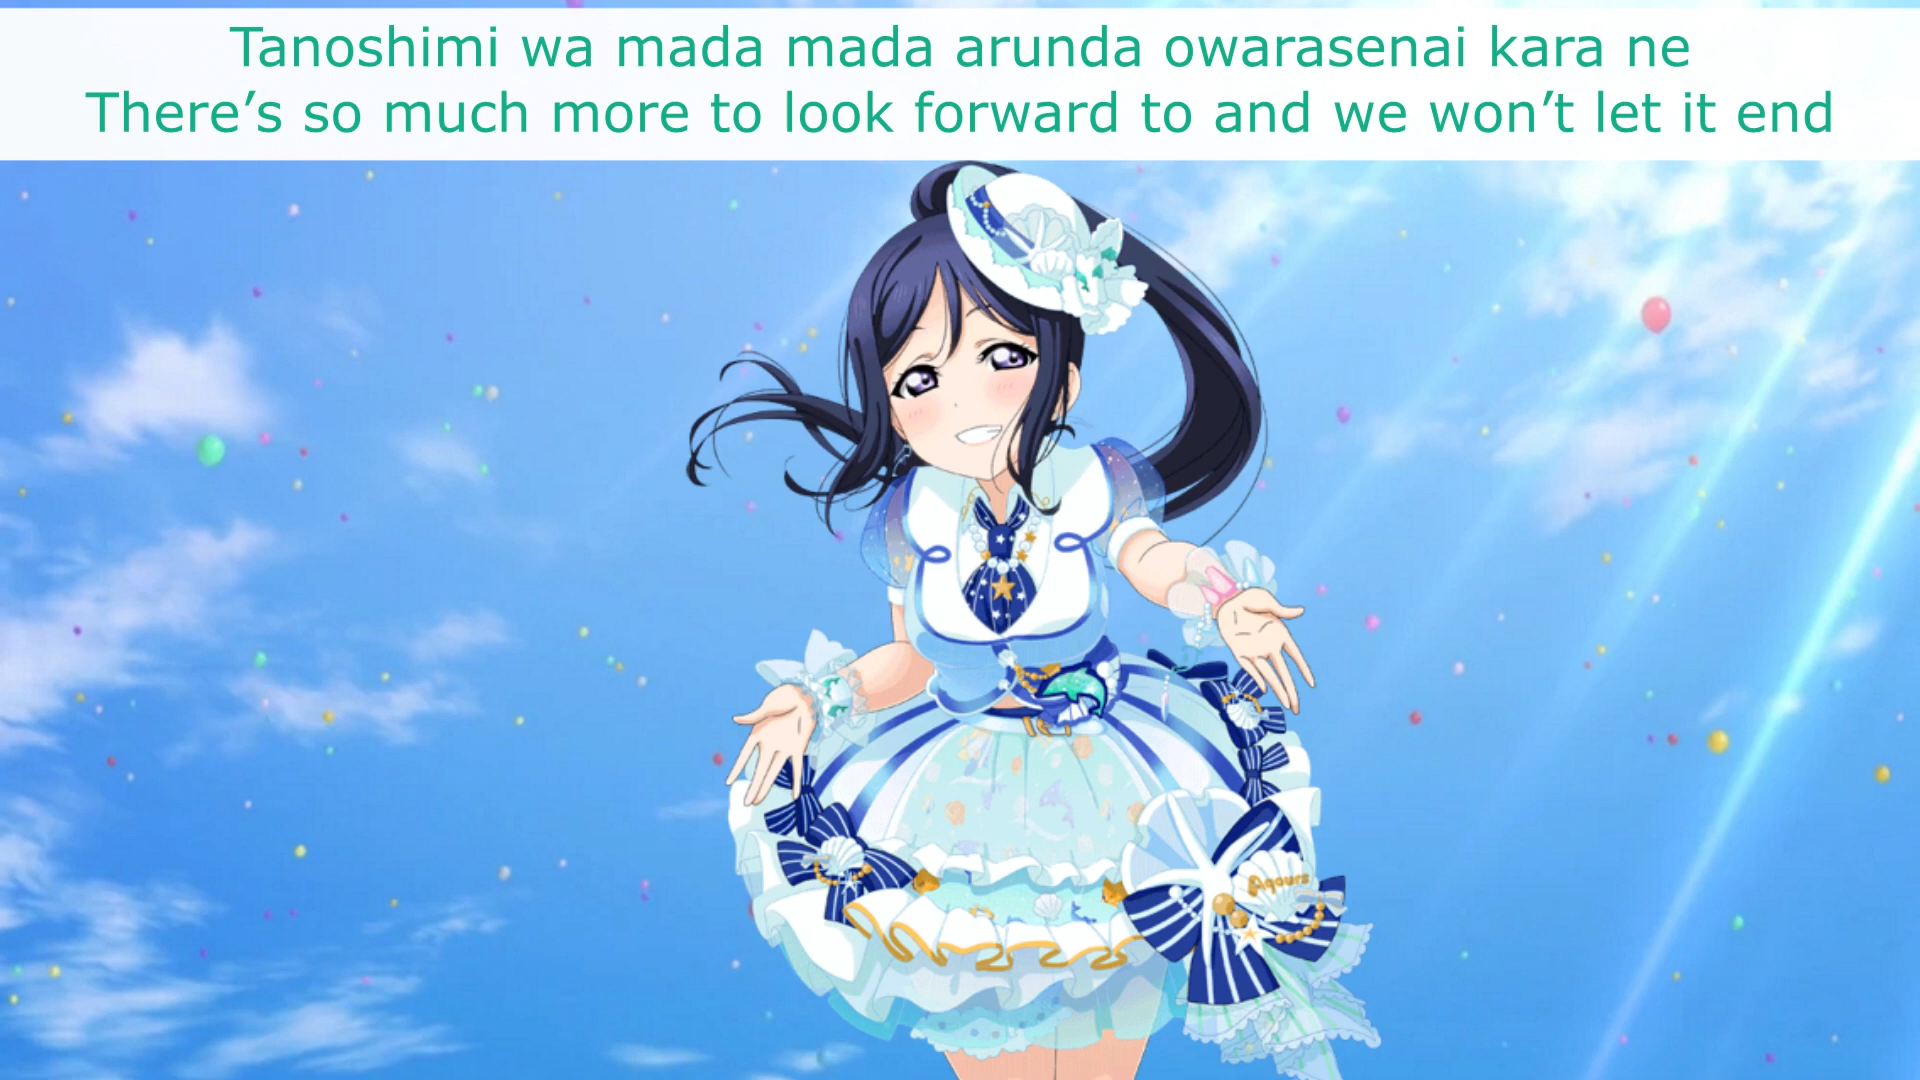 Tanoshimi wa mada mada arunda owarasenai kara ne
There’s so much more to look forward to and we won’t let it end
Aqours